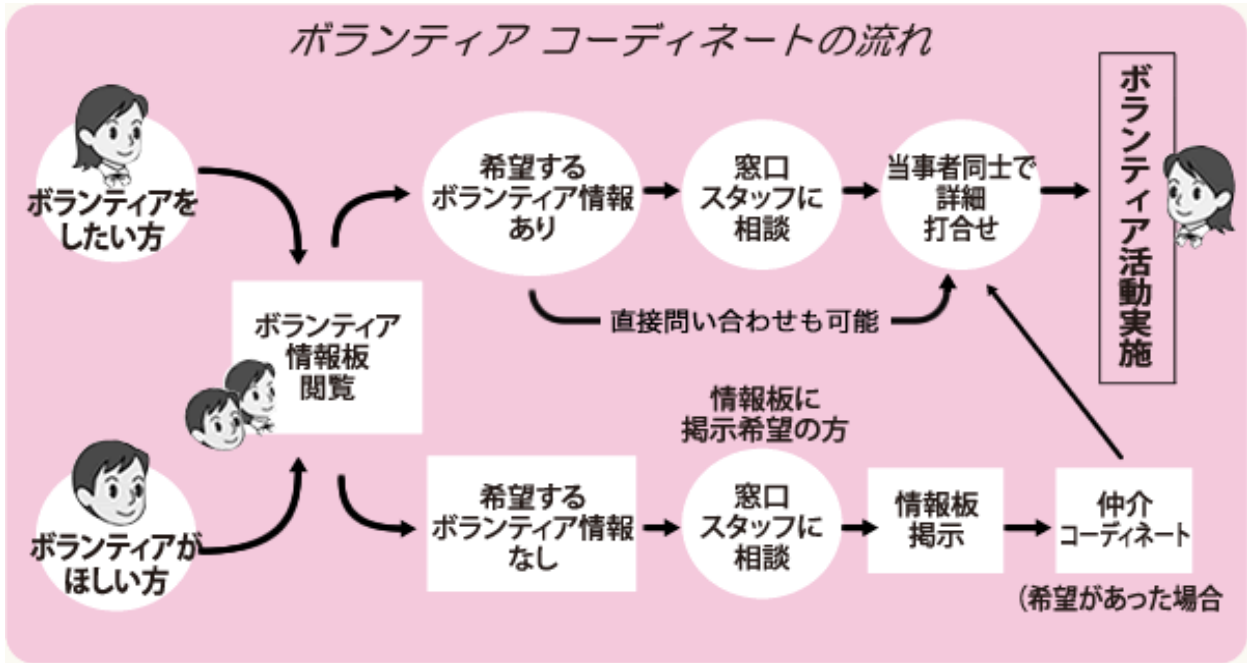 ボランティア コーディネートの流れ
ボランティアを
したい方
ボランティアが
ほしい方
ボランティア
情報板
閲覧
希望する
ボランティア情報
あり
窓口
スタッフに
相談
当事者同士で
詳細
打合せ
ボランティア活動実施
直接問い合わせも可能
希望する
ボランティア情報
なし
情報板に
掲示希望の方
窓口
スタッフに
相談
情報板
掲示
仲介
コーディネート
(希望があった場合